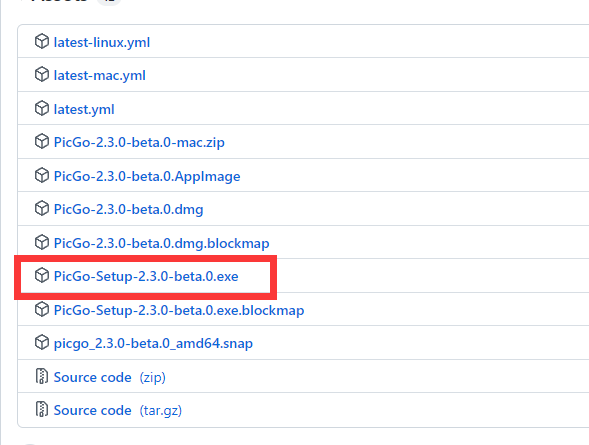 Assets 12
latest-linux.yml
latest-mac.yml
latest.yml
PicGo-2.3.0-beta.0-mac.zip
PicGo-2.3.0-beta.0.AppImage
PicGo-2.3.0-beta.0.dmg
PicGo-2.3.0-beta.0.dmg.blockmap
PicGo-Setup-2.3.0-beta.0.exe
PicGo-Setup-2.3.0-beta.0.exe.blockmap
picgo_2.3.0-beta.0_amd64.snap
Source code (zip)
Source code (tar.gz)